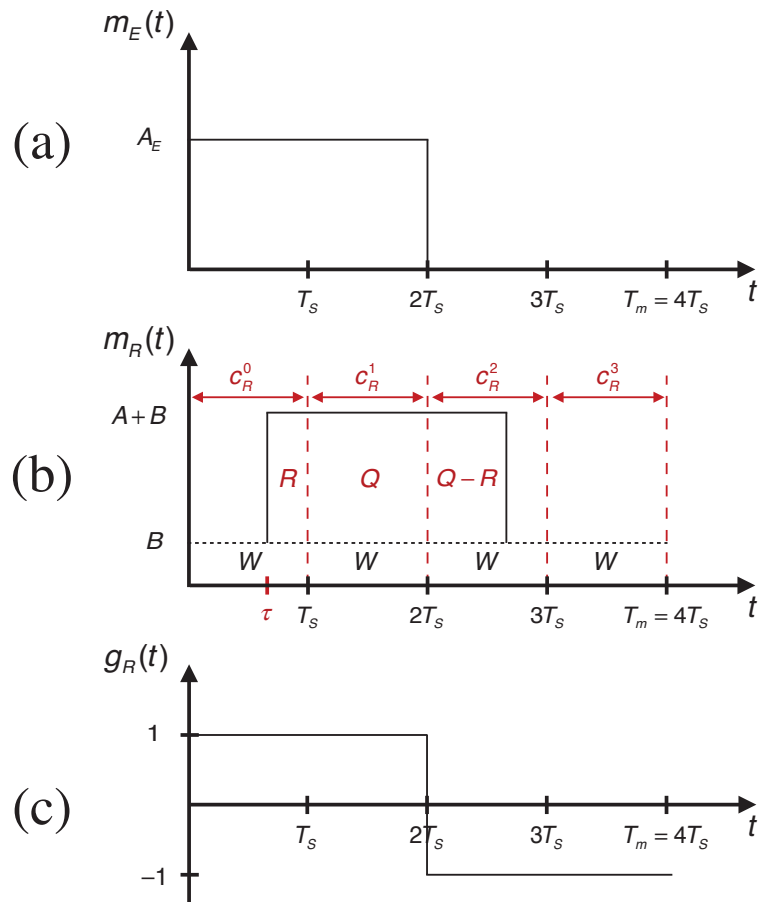 (a)
m_E(t)
A_E
T_S 2T_S 3T_S T_m = 4T_S t
(b)
m_R(t)
c_R^0 c_R^1 c_R^2 c_R^3
A + B
R Q Q – R
B
W W W W
τ T_S 2T_S 3T_S T_m = 4T_S t
(c)
g_R(t)
1
T_S 2T_S 3T_S T_m = 4T_S t
–1